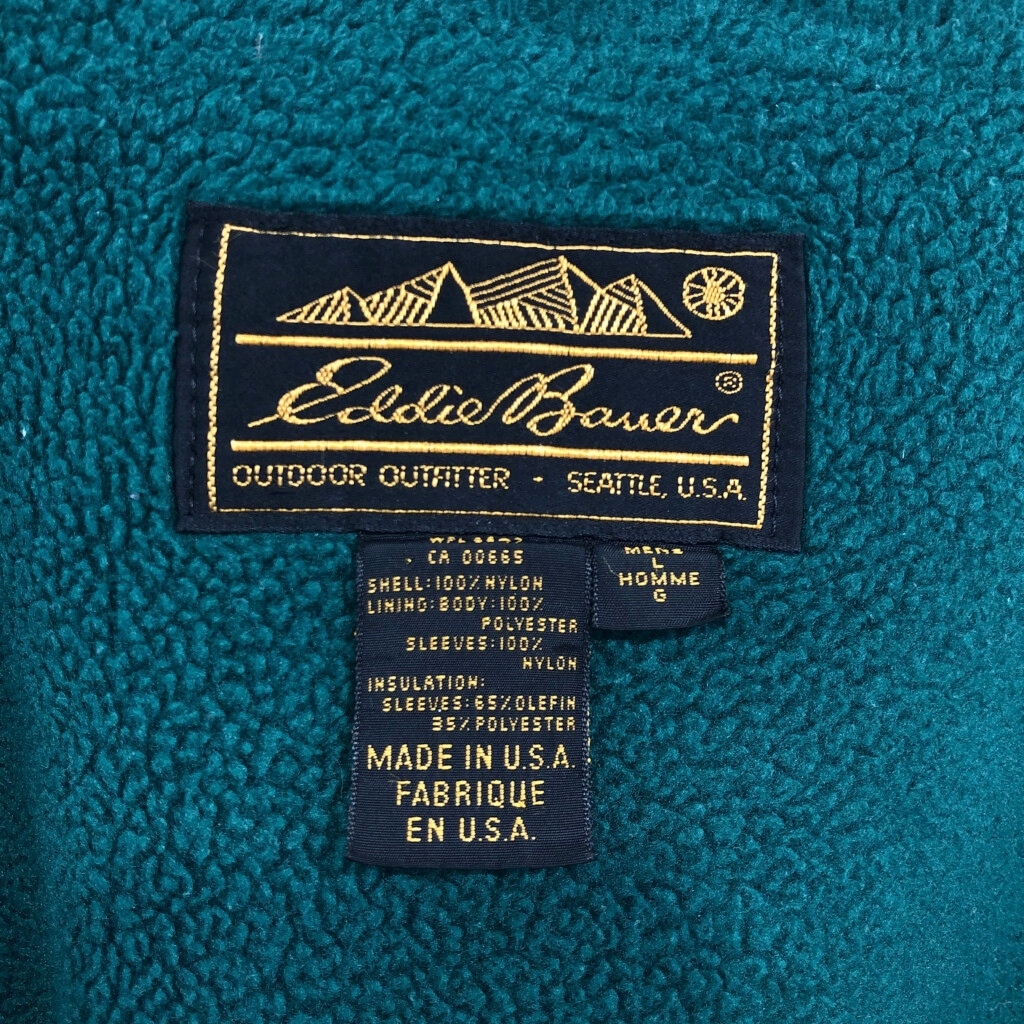 Eddie Bauer ®
OUTDOOR OUTFITTER - SEATTLE, U.S.A.
CA 00665
SHELL: 100% NYLON
LINING: BODY: 100%
POLYESTER
SLEEVES: 100%
NYLON
INSULATION:
SLEEVES: 65% OLEFIN
35% POLYESTER
MADE IN U.S.A.
FABRIQUE
EN U.S.A.
MENS
L
HOMME
G